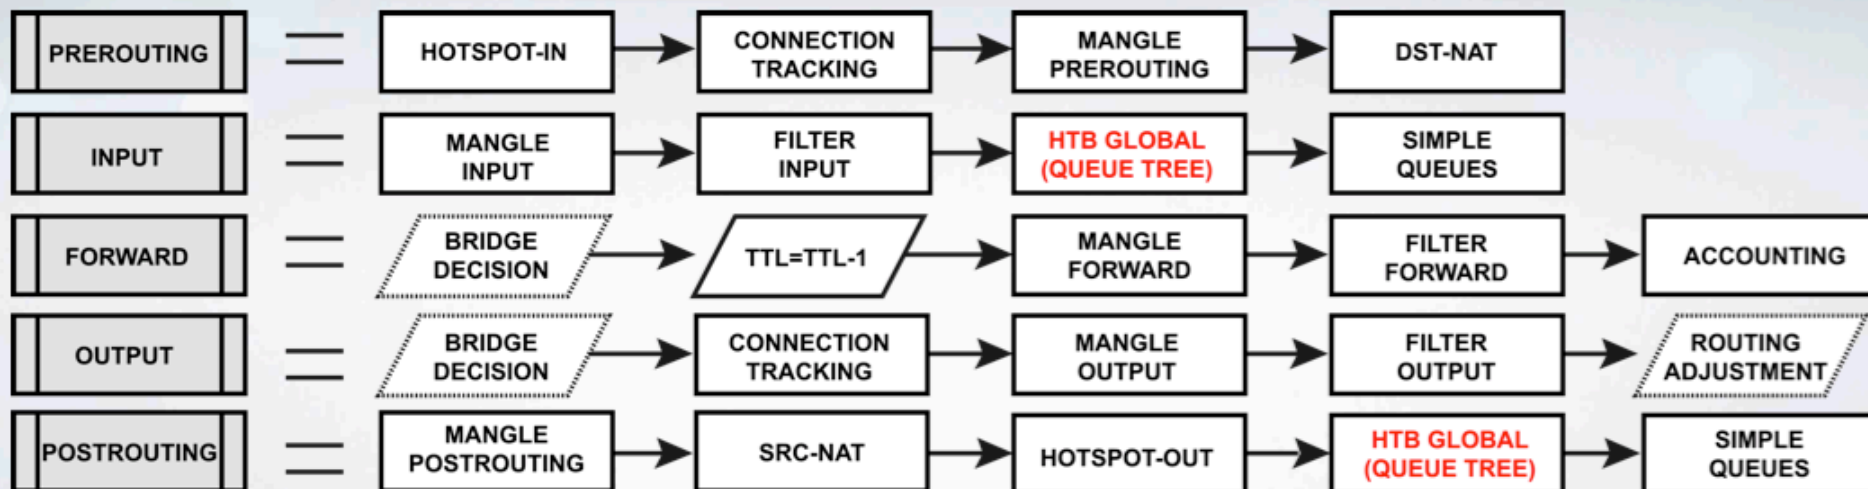 PREROUTING
HOTSPOT-IN
CONNECTION
TRACKING
MANGLE
PREROUTING
DST-NAT
INPUT
MANGLE
INPUT
FILTER
INPUT
HTB GLOBAL
(QUEUE TREE)
SIMPLE
QUEUES
FORWARD
BRIDGE
DECISION
TTL=TTL-1
MANGLE
FORWARD
FILTER
FORWARD
ACCOUNTING
OUTPUT
BRIDGE
DECISION
CONNECTION
TRACKING
MANGLE
OUTPUT
FILTER
OUTPUT
ROUTING
ADJUSTMENT
POSTROUTING
MANGLE
POSTROUTING
SRC-NAT
HOTSPOT-OUT
HTB GLOBAL
(QUEUE TREE)
SIMPLE
QUEUES